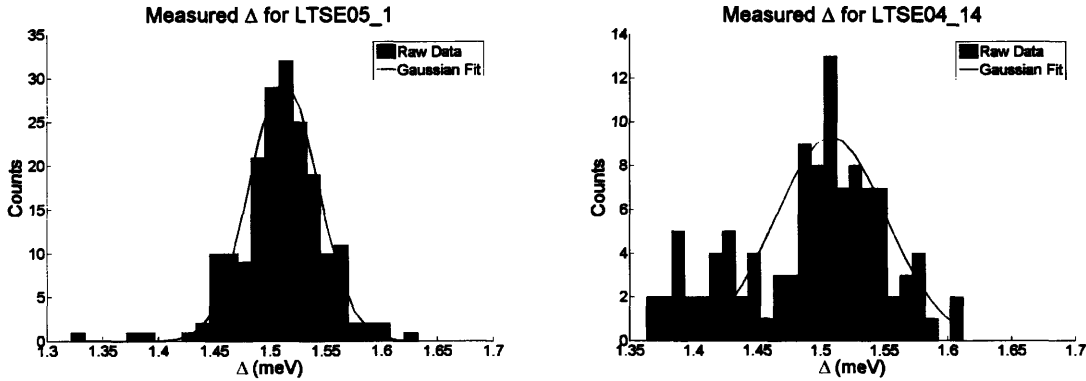 Measured Δ for LTSE05_1
35
30
25
20
15
10
5
0
Counts
1.3 1.35 1.4 1.45 1.5 1.55 1.6 1.65 1.7
Δ (meV)
Raw Data
Gaussian Fit
Measured Δ for LTSE04_14
14
12
10
8
6
4
2
0
Counts
1.35 1.4 1.45 1.5 1.55 1.6 1.65 1.7
Δ (meV)
Raw Data
Gaussian Fit